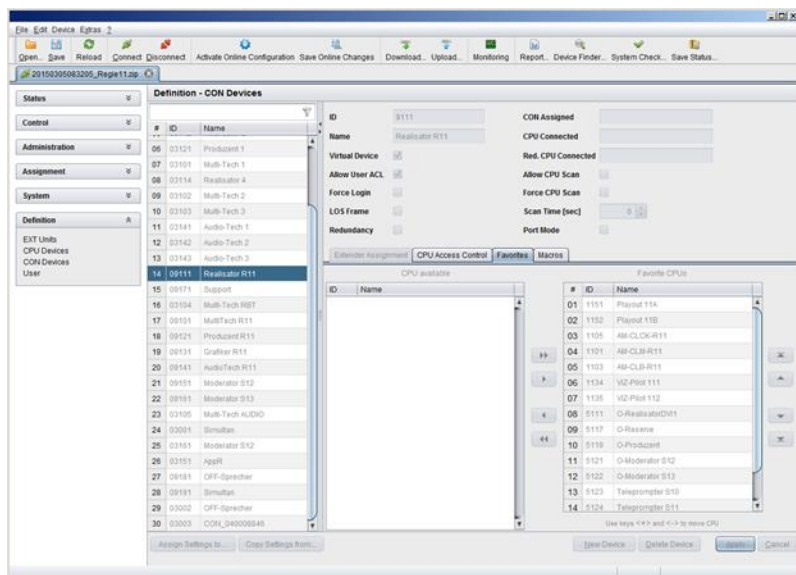 File Edit Device Extras ?
Open... Save Reload Connect Disconnect Activate Online Configuration Save Online Changes Download... Upload... Monitoring Report... Device Finder... System Check... Save Status...
20150305083205_Regie11.zip
Status
Control
Administration
Assignment
System
Definition
EXT Units
CPU Devices
CON Devices
User
Definition - CON Devices
# ID Name
06 03121 Produzent 1
07 03101 Multi-Tech 1
08 03114 Realisator 4
09 03102 Multi-Tech 2
10 03103 Multi-Tech 3
11 03141 Audio-Tech 1
12 03142 Audio-Tech 2
13 03143 Audio-Tech 3
14 09111 Realisator R11
15 09171 Support
16 03104 Multi-Tech RBT
17 09101 MultiTech R11
18 09121 Produzent R11
19 09131 Grafiker R11
20 09141 AudioTech R11
21 09151 Moderator S12
22 09161 Moderator S13
23 03105 Multi-Tech AUDIO
24 03001 Simultan
25 03161 Moderator S12
26 03151 AppR
27 09181 OFF-Sprecher
28 09191 Simultan
29 03002 OFF-Sprecher
30 03003 CON_040000846
Assign Settings to... Copy Settings from...
ID 9111
Name Realisator R11
Virtual Device
Allow User ACL
Force Login
LOS Frame
Redundancy
CON Assigned
CPU Connected
Red. CPU Connected
Allow CPU Scan
Force CPU Scan
Scan Time [sec] 0
Port Mode
Extender Assignment CPU Access Control Favorites Macros
CPU available
ID Name
Favorite CPUs
# ID Name
01 1151 Playout 11A
02 1152 Playout 11B
03 1105 AM-CLCK-R11
04 1101 AM-CLM-R11
05 1103 AM-CLB-R11
06 1134 VIZ-Pilot 111
07 1135 VIZ-Pilot 112
08 5111 O-RealisatorDVI1
09 5117 O-Reserve
10 5119 O-Produzent
11 5121 O-Moderator S12
12 5122 O-Moderator S13
13 5123 Teleprompter S10
14 5124 Teleprompter S11
Use keys <+> and <-> to move CPU
New Device Delete Device Apply Cancel